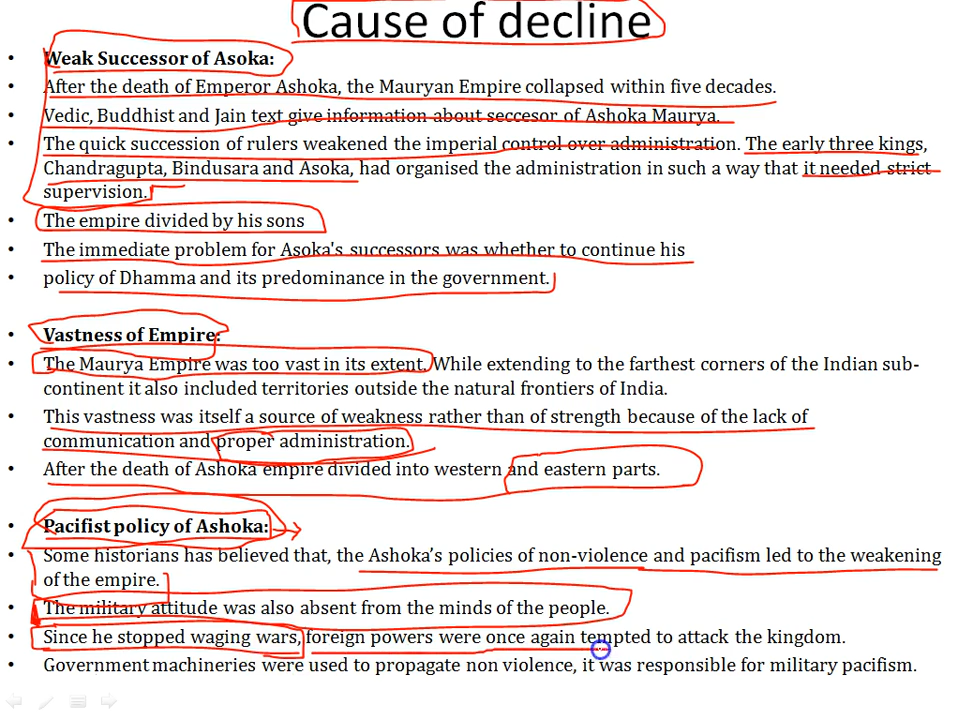 Cause of decline
• Weak Successor of Asoka:
• After the death of Emperor Ashoka, the Mauryan Empire collapsed within five decades.
• Vedic, Buddhist and Jain text give information about seccesor of Ashoka Maurya.
• The quick succession of rulers weakened the imperial control over administration. The early three kings,
Chandragupta, Bindusara and Asoka, had organised the administration in such a way that it needed strict
supervision.
• The empire divided by his sons
• The immediate problem for Asoka's successors was whether to continue his
• policy of Dhamma and its predominance in the government.
• Vastness of Empire:
• The Maurya Empire was too vast in its extent. While extending to the farthest corners of the Indian sub-
continent it also included territories outside the natural frontiers of India.
• This vastness was itself a source of weakness rather than of strength because of the lack of
communication and proper administration.
• After the death of Ashoka empire divided into western and eastern parts.
• Pacifist policy of Ashoka:
• Some historians has believed that, the Ashoka's policies of non-violence and pacifism led to the weakening
of the empire.
• The military attitude was also absent from the minds of the people.
• Since he stopped waging wars, foreign powers were once again tempted to attack the kingdom.
• Government machineries were used to propagate non violence, it was responsible for military pacifism.